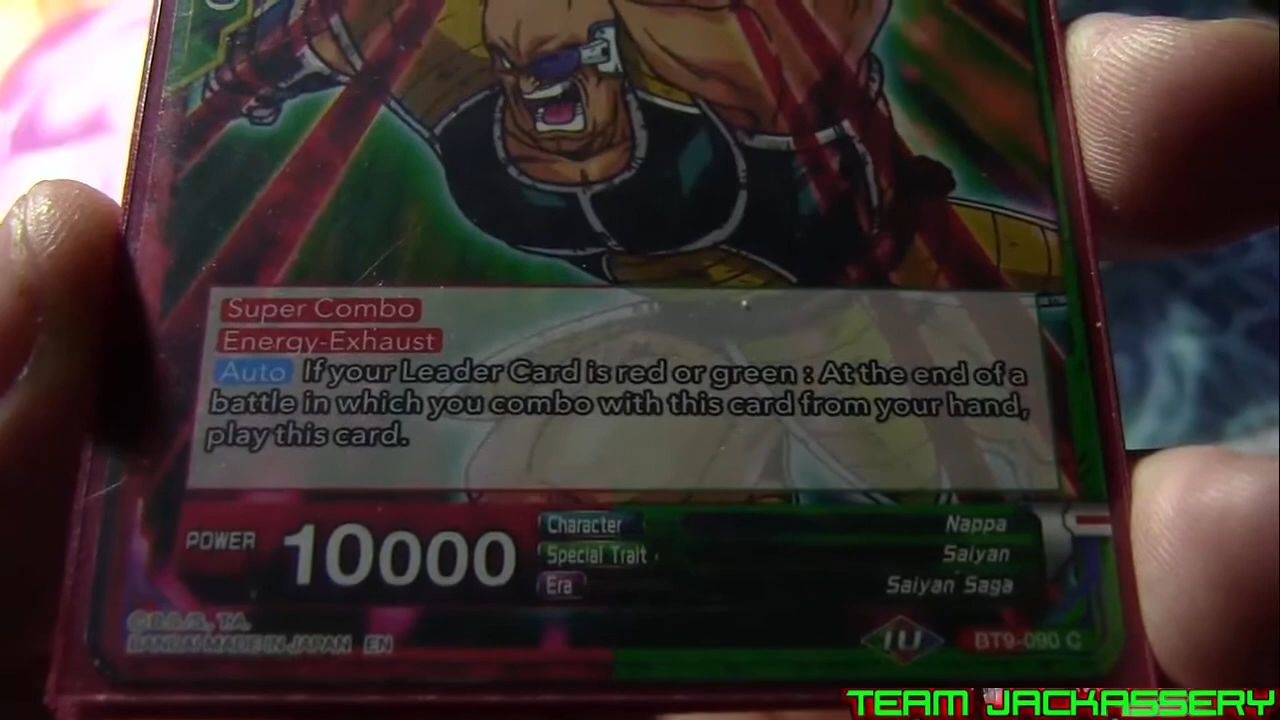 Super Combo
Energy-Exhaust
Auto If your Leader Card is red or green : At the end of a
battle in which you combo with this card from your hand,
play this card.
POWER 10000
Character Nappa
Special Trait Saiyan
Era Saiyan Saga
©B.S./S., T.A.
BANDAI MADE IN JAPAN EN
1U BT9-090 C
TEAM JACKASSERY